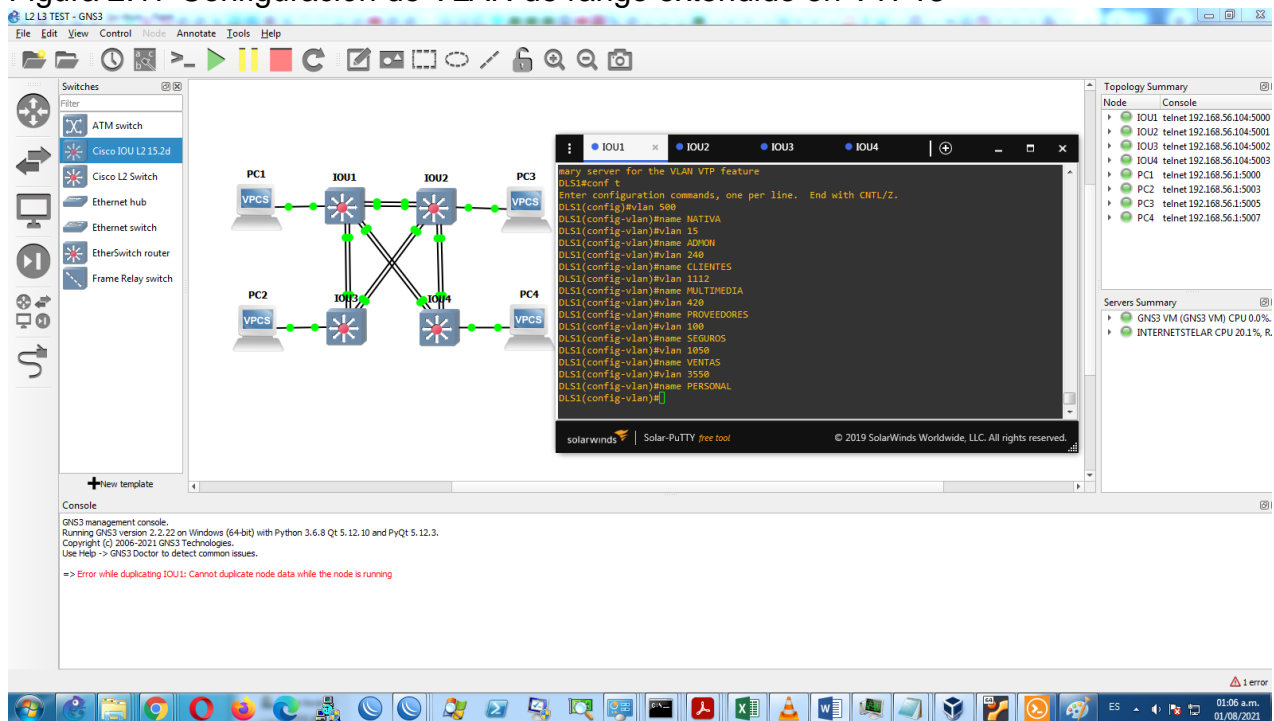 L2 L3 TEST - GNS3
File Edit View Control Node Annotate Tools Help
Switches
Filter
ATM switch
Cisco IOU L2 15.2d
Cisco L2 Switch
Ethernet hub
Ethernet switch
EtherSwitch router
Frame Relay switch
New template
PC1
IOU1
IOU2
PC3
VPCS
VPCS
PC2
IOU3
IOU4
PC4
VPCS
VPCS
IOU1 × IOU2 IOU3 IOU4
mary server for the VLAN VTP feature
DLS1#conf t
Enter configuration commands, one per line. End with CNTL/Z.
DLS1(config)#vlan 500
DLS1(config-vlan)#name NATIVA
DLS1(config-vlan)#vlan 15
DLS1(config-vlan)#name ADMON
DLS1(config-vlan)#vlan 240
DLS1(config-vlan)#name CLIENTES
DLS1(config-vlan)#vlan 1112
DLS1(config-vlan)#name MULTIMEDIA
DLS1(config-vlan)#vlan 420
DLS1(config-vlan)#name PROVEEDORES
DLS1(config-vlan)#vlan 100
DLS1(config-vlan)#name SEGUROS
DLS1(config-vlan)#vlan 1050
DLS1(config-vlan)#name VENTAS
DLS1(config-vlan)#vlan 3550
DLS1(config-vlan)#name PERSONAL
DLS1(config-vlan)#
solarwinds Solar-PuTTY free tool © 2019 SolarWinds Worldwide, LLC. All rights reserved.
Topology Summary
Node Console
IOU1 telnet 192.168.56.104:5000
IOU2 telnet 192.168.56.104:5001
IOU3 telnet 192.168.56.104:5002
IOU4 telnet 192.168.56.104:5003
PC1 telnet 192.168.56.1:5000
PC2 telnet 192.168.56.1:5003
PC3 telnet 192.168.56.1:5005
PC4 telnet 192.168.56.1:5007
Servers Summary
GNS3 VM (GNS3 VM) CPU 0.0%.
INTERNETSTELAR CPU 20.1%, R.
Console
GNS3 management console.
Running GNS3 version 2.2.22 on Windows (64-bit) with Python 3.6.8 Qt 5.12.10 and PyQt 5.12.3.
Copyright (c) 2006-2021 GNS3 Technologies.
Use Help -> GNS3 Doctor to detect common issues.
=> Error while duplicating IOU1: Cannot duplicate node data while the node is running
1 error
ES
01:06 a.m.
01/08/2021